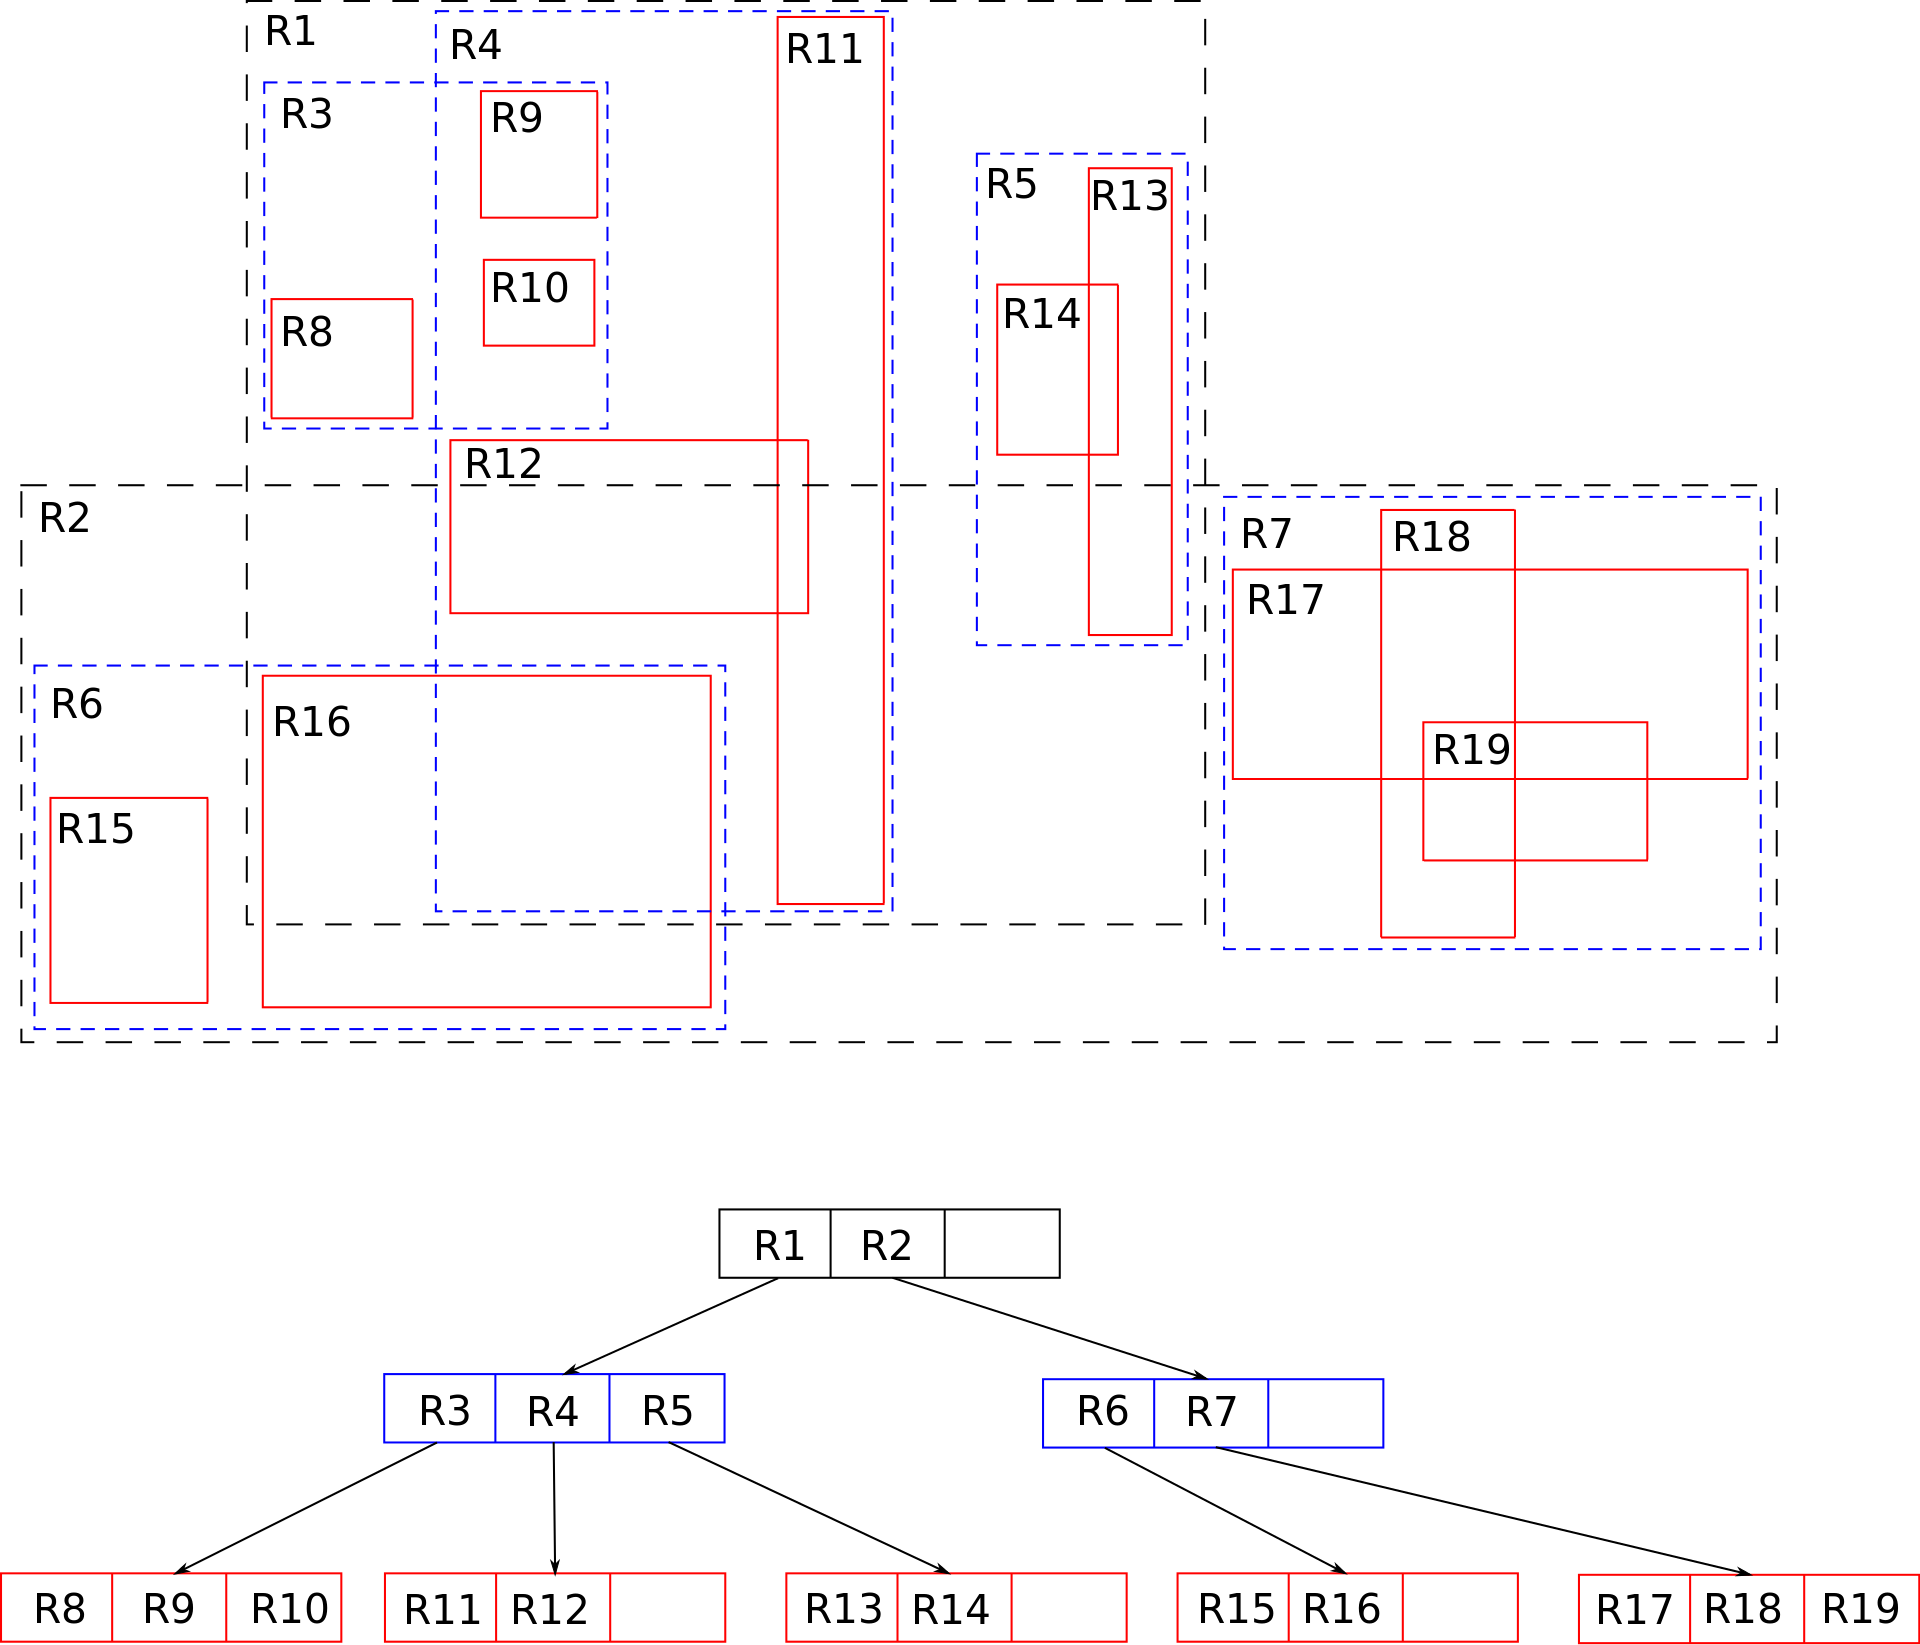 R1
R4
R11
R3
R9
R5
R13
R10
R14
R8
R12
R2
R7
R18
R17
R6
R16
R19
R15
R1 R2
R3 R4 R5
R6 R7
R8 R9 R10
R11 R12
R13 R14
R15 R16
R17 R18 R19